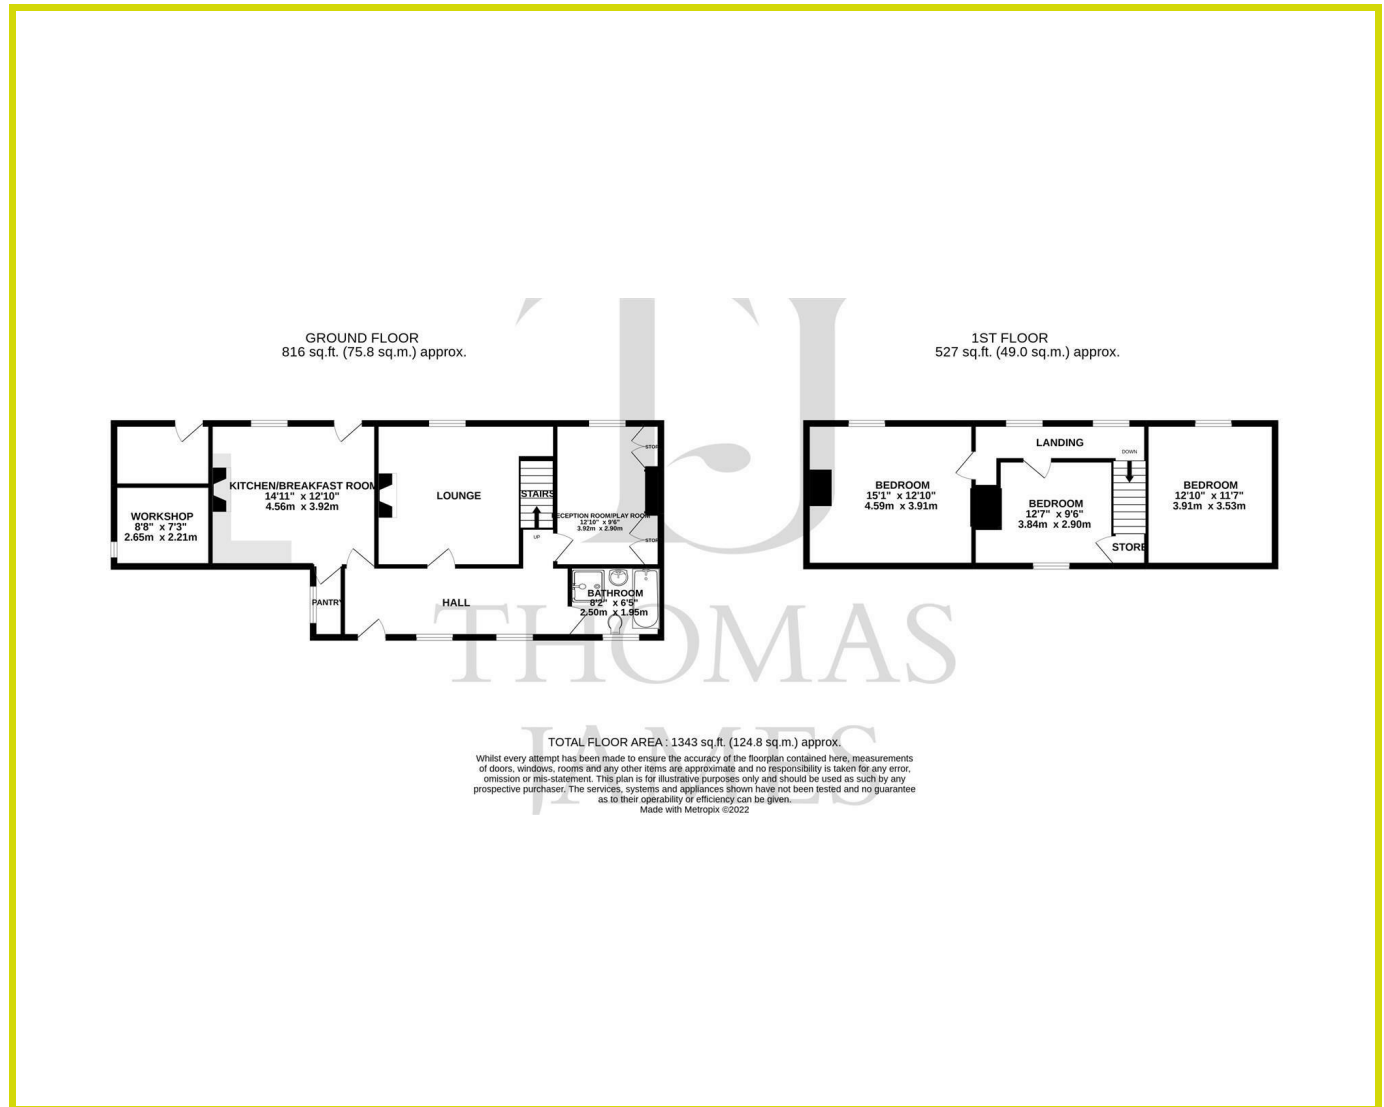 GROUND FLOOR
816 sq.ft. (75.8 sq.m.) approx.
1ST FLOOR
527 sq.ft. (49.0 sq.m.) approx.
KITCHEN/BREAKFAST ROOM
14'11" x 12'10"
4.56m x 3.92m
WORKSHOP
8'8" x 7'3"
2.65m x 2.21m
LOUNGE
STAIRS
UP
RECEPTION ROOM/PLAY ROOM
12'10" x 9'6"
3.92m x 2.90m
STOR
STOR
PANTRY
HALL
BATHROOM
8'2" x 6'5"
2.50m x 1.95m
BEDROOM
15'1" x 12'10"
4.59m x 3.91m
LANDING
DOWN
BEDROOM
12'7" x 9'6"
3.84m x 2.90m
STORE
BEDROOM
12'10" x 11'7"
3.91m x 3.53m
TJ
THOMAS
JAMES
TOTAL FLOOR AREA : 1343 sq.ft. (124.8 sq.m.) approx.
Whilst every attempt has been made to ensure the accuracy of the floorplan contained here, measurements
of doors, windows, rooms and any other items are approximate and no responsibility is taken for any error,
omission or mis-statement. This plan is for illustrative purposes only and should be used as such by any
prospective purchaser. The services, systems and appliances shown have not been tested and no guarantee
as to their operability or efficiency can be given.
Made with Metropix ©2022